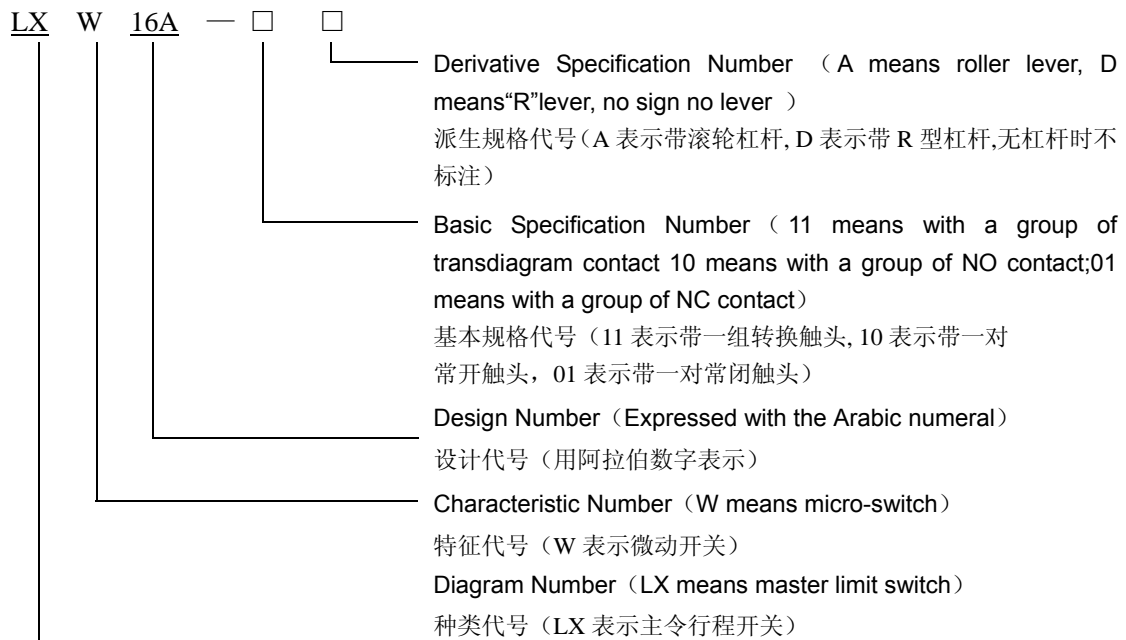 LX W 16A — □ □
Derivative Specification Number （A means roller lever, D
means“R”lever, no sign no lever ）
派生规格代号（A 表示带滚轮杠杆, D 表示带 R 型杠杆,无杠杆时不
标注）
Basic Specification Number（ 11 means with a group of
transdiagram contact 10 means with a group of NO contact;01
means with a group of NC contact）
基本规格代号（11 表示带一组转换触头, 10 表示带一对
常开触头，01 表示带一对常闭触头）
Design Number（Expressed with the Arabic numeral）
设计代号（用阿拉伯数字表示）
Characteristic Number（W means micro-switch）
特征代号（W 表示微动开关）
Diagram Number（LX means master limit switch）
种类代号（LX 表示主令行程开关）